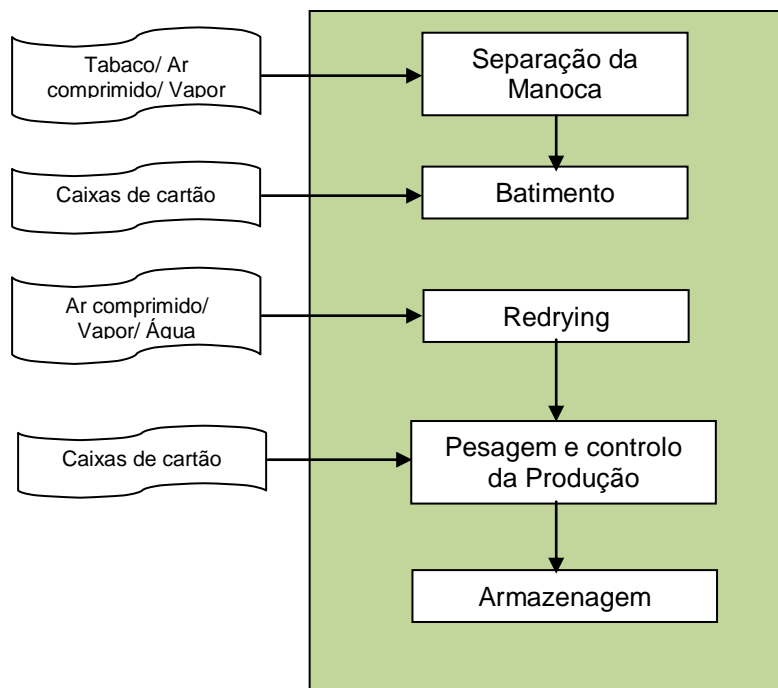 Tabaco/ Ar
comprimido/ Vapor
Separação da
Manoca
Caixas de cartão
Batimento
Ar comprimido/
Vapor/ Água
Redrying
Caixas de cartão
Pesagem e controlo
da Produção
Armazenagem